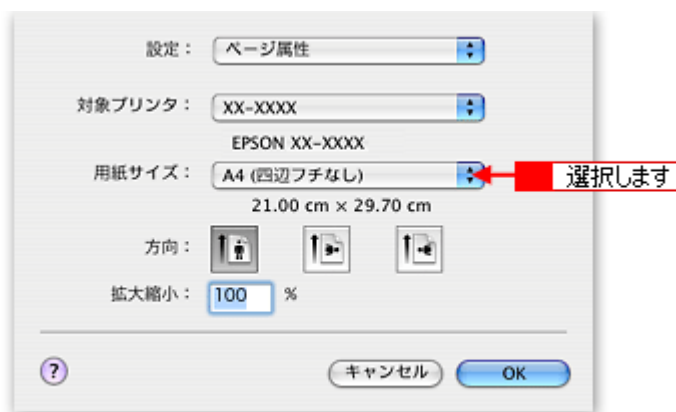 設定： ページ属性
対象プリンタ： XX-XXXX
EPSON XX-XXXX
用紙サイズ： A4 (四辺フチなし) 選択します
21.00 cm × 29.70 cm
方向：
拡大縮小： 100 %
? キャンセル OK